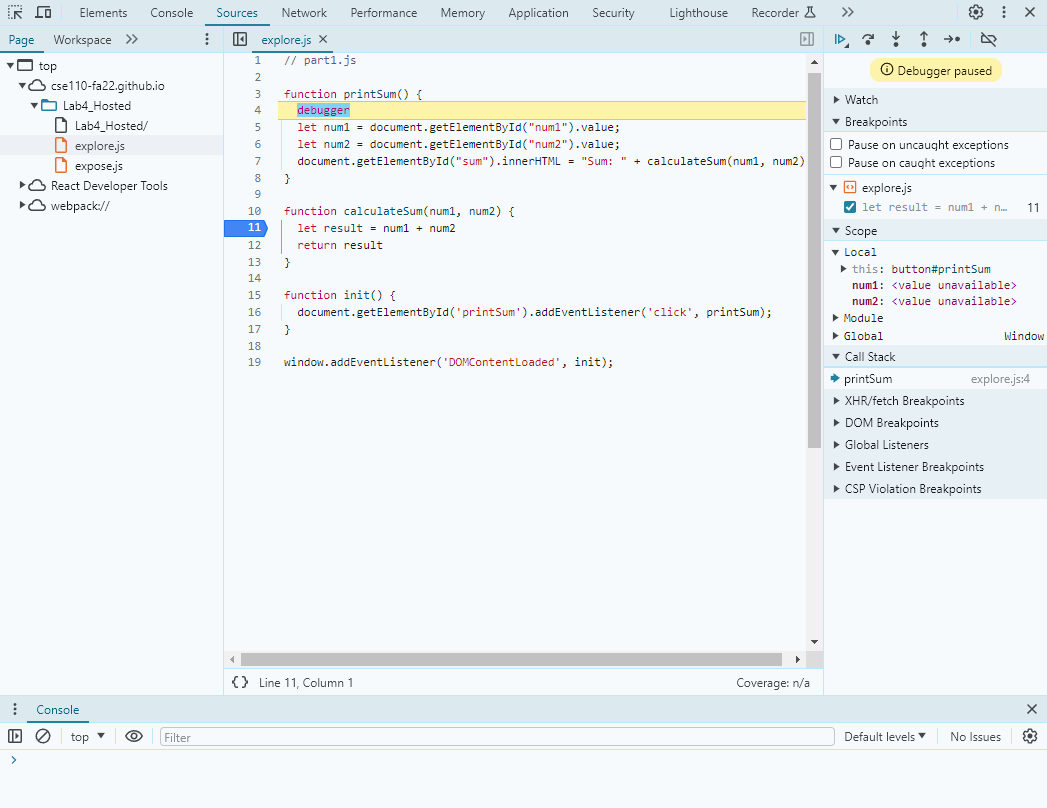 Elements Console Sources Network Performance Memory Application Security Lighthouse Recorder
Page Workspace
explore.js
top
cse110-fa22.github.io
Lab4_Hosted
Lab4_Hosted/
explore.js
expose.js
React Developer Tools
webpack://
1 // part1.js
2
3 function printSum() {
4 debugger
5 let num1 = document.getElementById("num1").value;
6 let num2 = document.getElementById("num2").value;
7 document.getElementById("sum").innerHTML = "Sum: " + calculateSum(num1, num2)
8 }
9
10 function calculateSum(num1, num2) {
11 let result = num1 + num2
12 return result
13 }
14
15 function init() {
16 document.getElementById('printSum').addEventListener('click', printSum);
17 }
18
19 window.addEventListener('DOMContentLoaded', init);
{ } Line 11, Column 1 Coverage: n/a
Debugger paused
Watch
Breakpoints
Pause on uncaught exceptions
Pause on caught exceptions
explore.js
let result = num1 + n… 11
Scope
Local
this: button#printSum
num1: <value unavailable>
num2: <value unavailable>
Module
Global Window
Call Stack
printSum explore.js:4
XHR/fetch Breakpoints
DOM Breakpoints
Global Listeners
Event Listener Breakpoints
CSP Violation Breakpoints
Console
top Filter Default levels No Issues